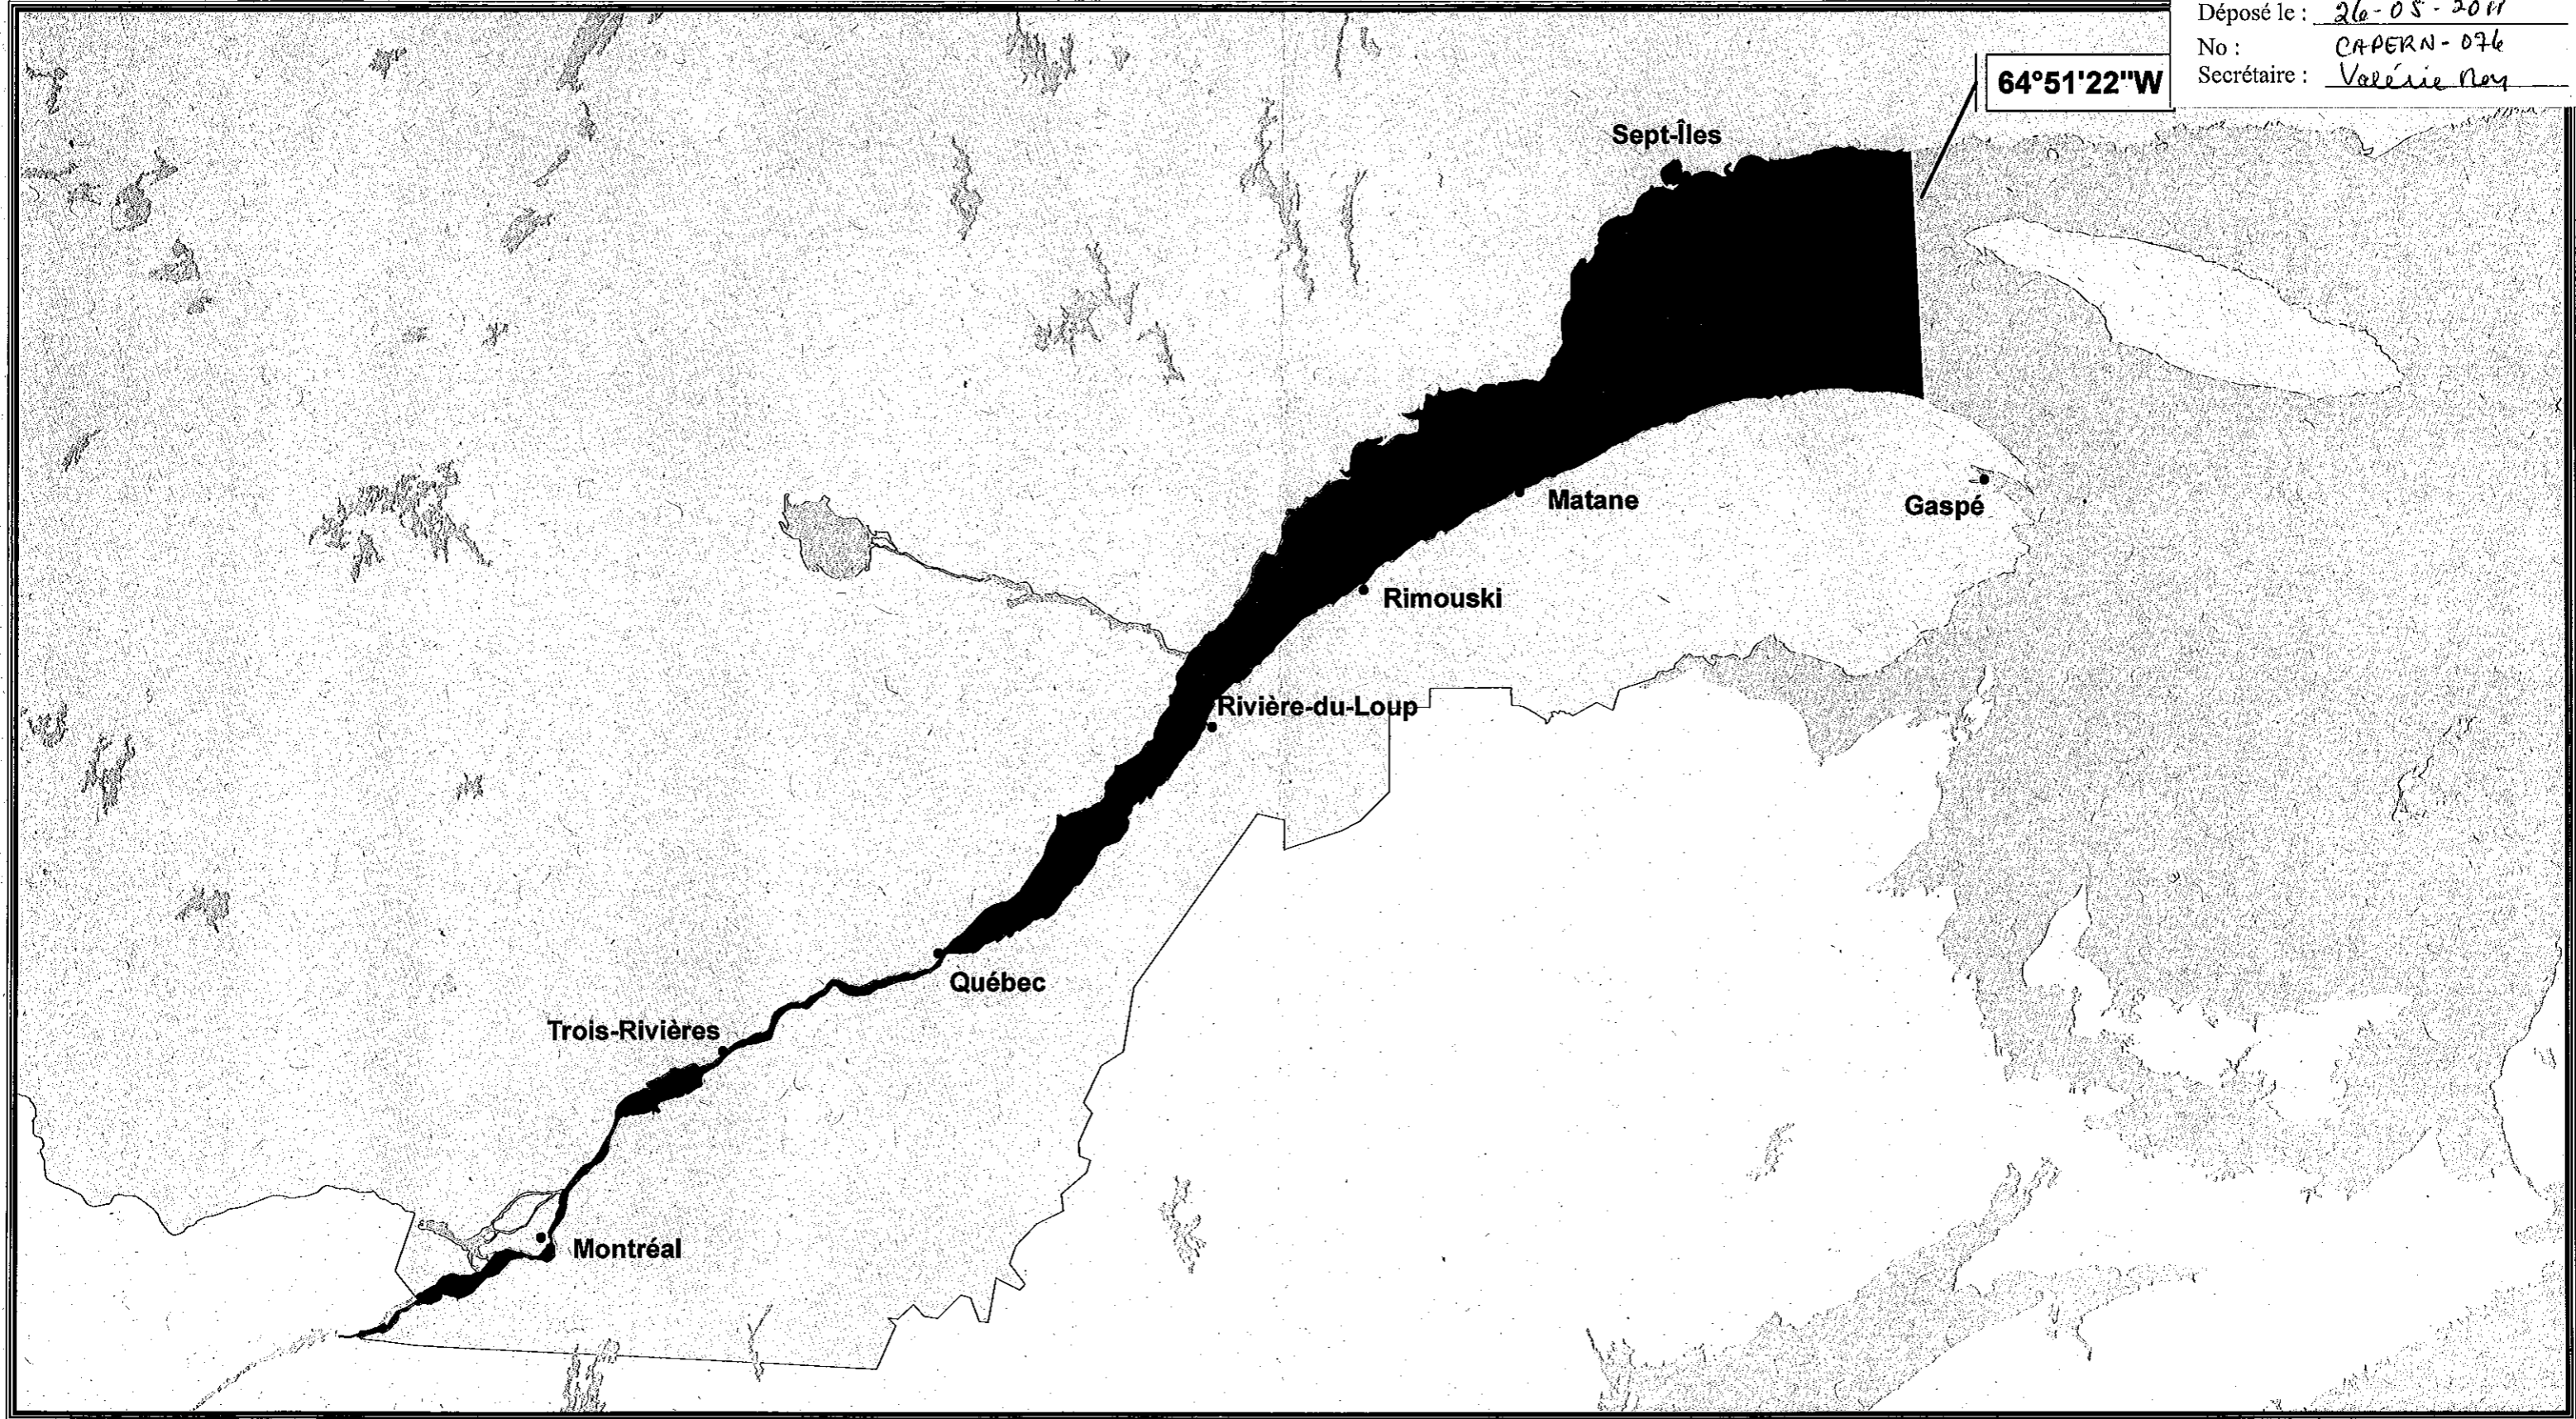 Déposé le : 26-05-2011
No : CAPERN-076
Secrétaire : Valérie Roy
64°51'22"W
Sept-Îles
Matane
Gaspé
Rimouski
Rivière-du-Loup
Québec
Trois-Rivières
Montréal